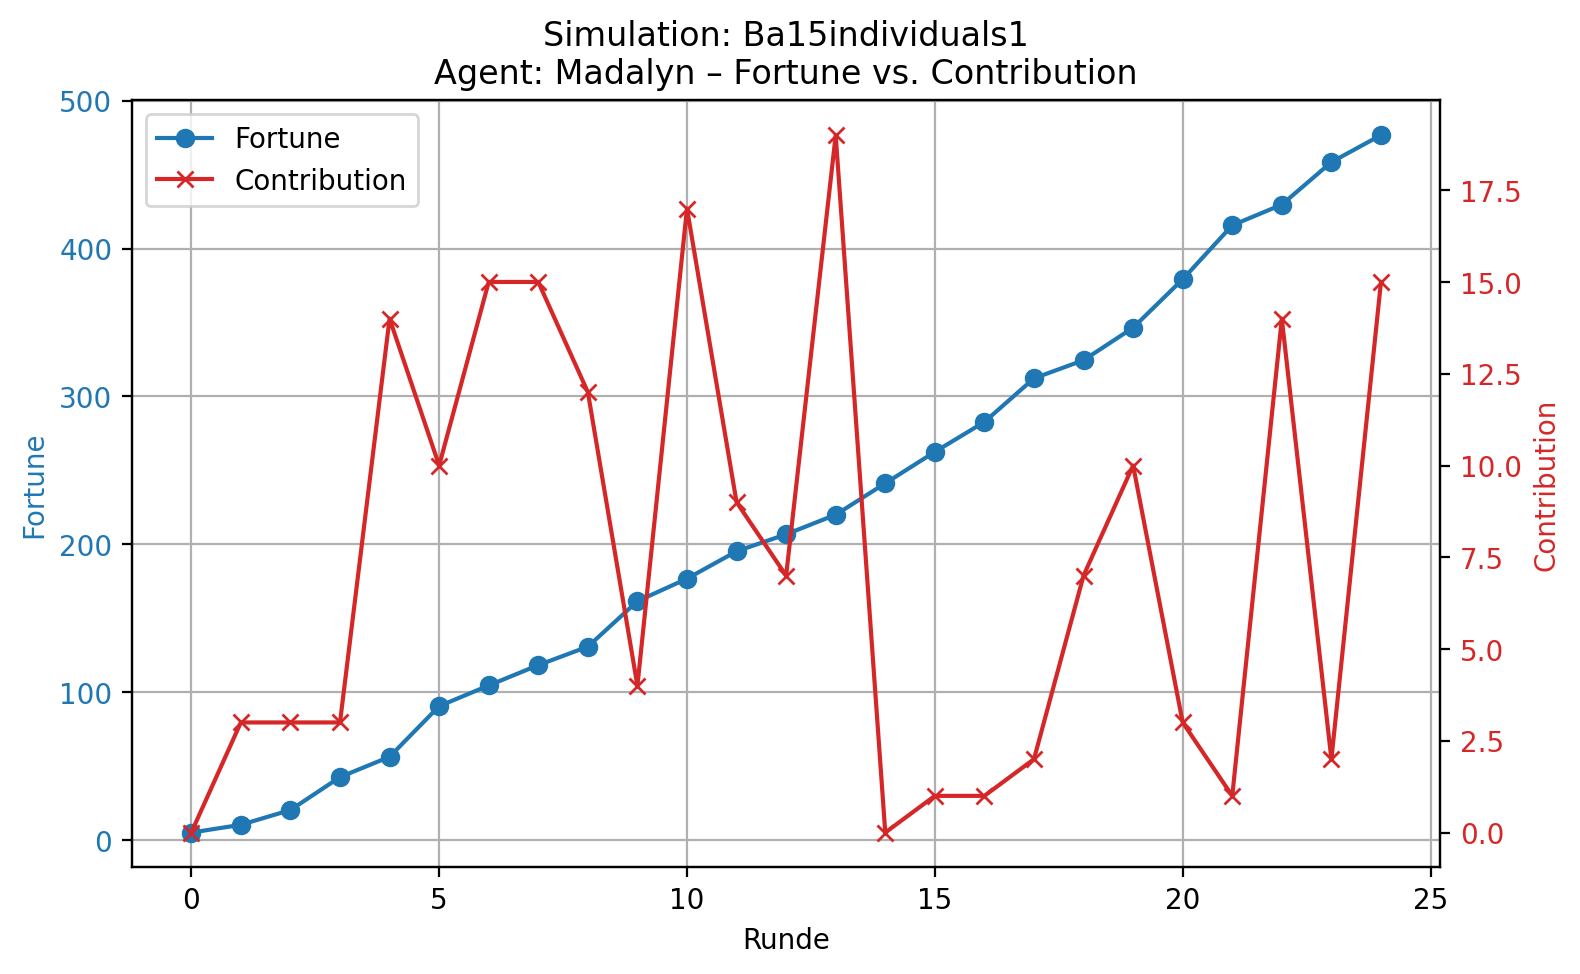 Simulation: Ba15individuals1
Agent: Madalyn – Fortune vs. Contribution
Fortune
Contribution
500
400
300
200
100
0
Fortune
17.5
15.0
12.5
10.0
7.5
5.0
2.5
0.0
Contribution
0 5 10 15 20 25
Runde